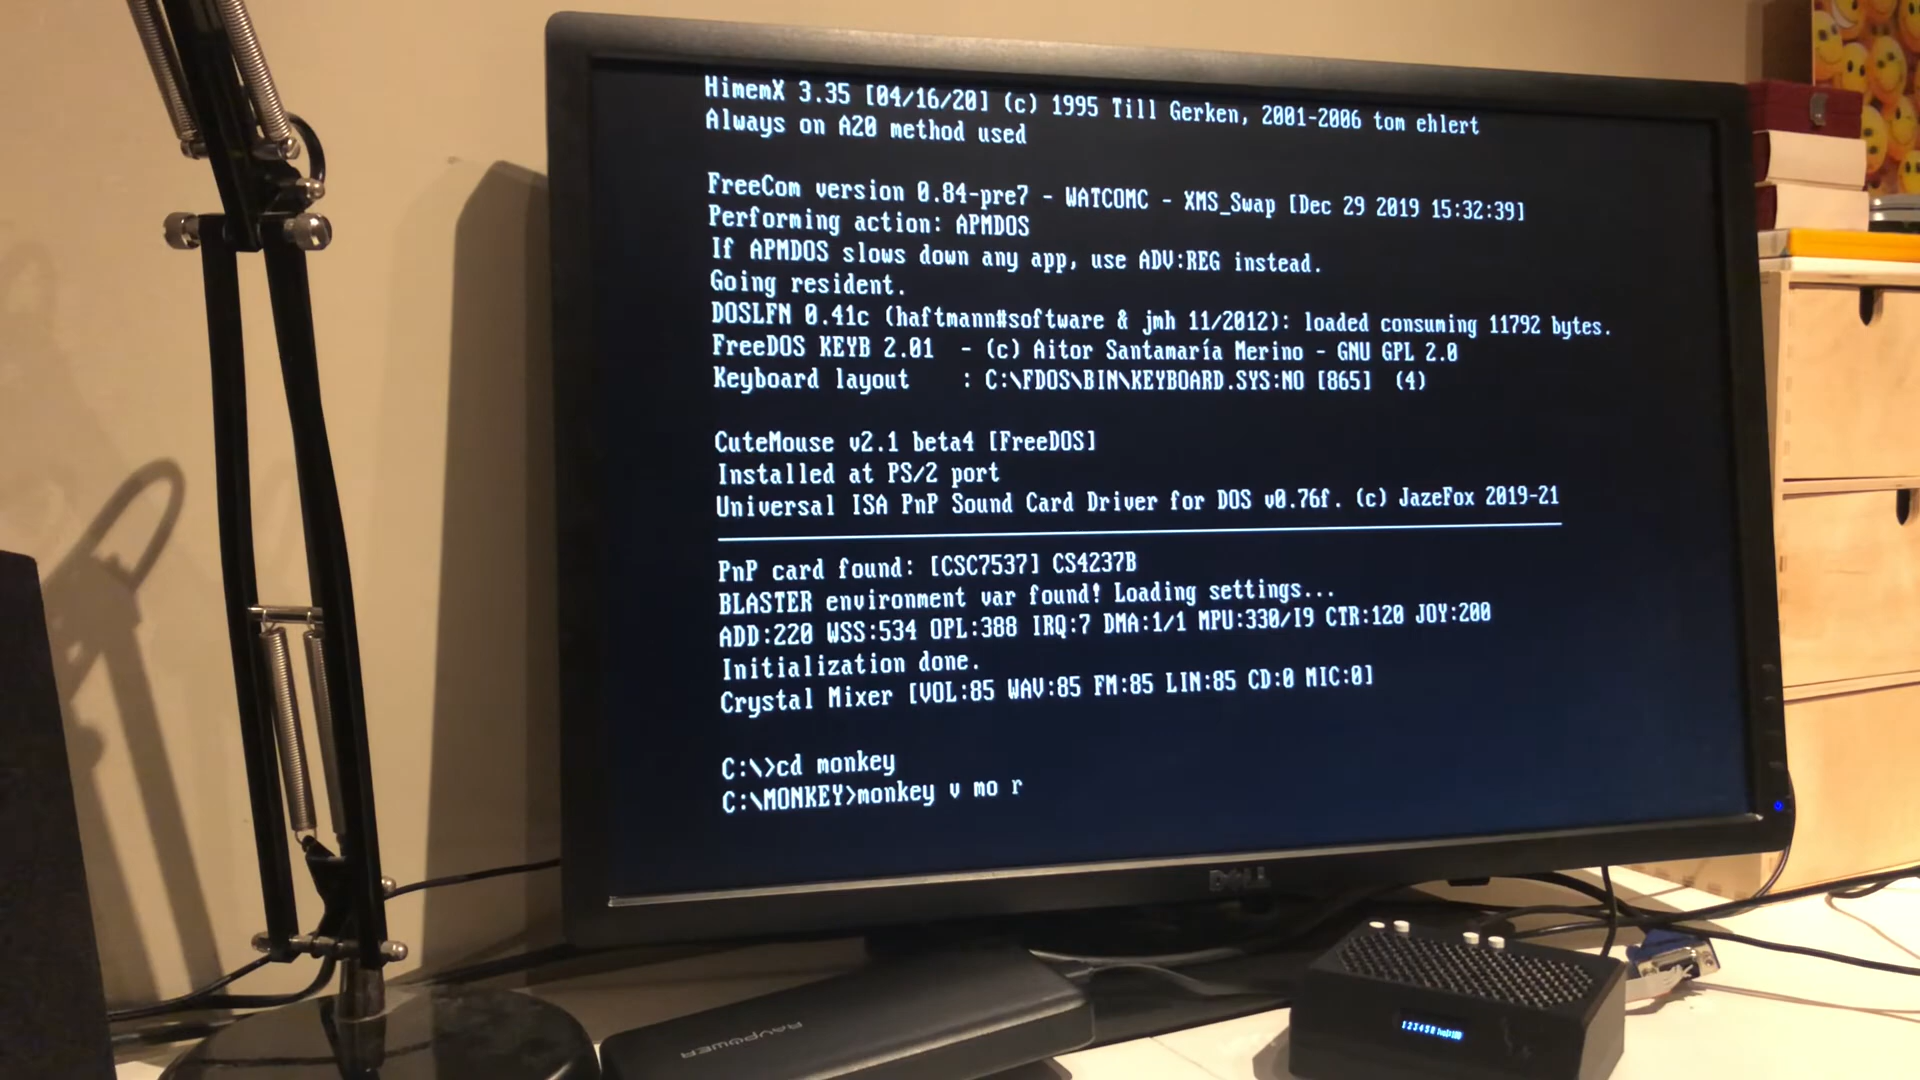 HimemX 3.35 [04/16/20] (c) 1995 Till Gerken, 2001-2006 tom ehlert
Always on A20 method used
FreeCom version 0.84-pre7 - WATCOMC - XMS_Swap [Dec 29 2019 15:32:39]
Performing action: APMDOS
If APMDOS slows down any app, use ADV:REG instead.
Going resident.
DOSLFN 0.41c (haftmann#software & jmh 11/2012): loaded consuming 11792 bytes.
FreeDOS KEYB 2.01  - (c) Aitor Santamaría Merino - GNU GPL 2.0
Keyboard layout    : C:\FDOS\BIN\KEYBOARD.SYS:NO [865]  (4)
CuteMouse v2.1 beta4 [FreeDOS]
Installed at PS/2 port
Universal ISA PnP Sound Card Driver for DOS v0.76f. (c) JazeFox 2019-21
PnP card found: [CSC7537] CS4237B
BLASTER environment var found! Loading settings...
ADD:220 WSS:534 OPL:388 IRQ:7 DMA:1/1 MPU:330/I9 CTR:120 JOY:200
Initialization done.
Crystal Mixer [VOL:85 WAV:85 FM:85 LIN:85 CD:0 MIC:0]
C:\>cd monkey
C:\MONKEY>monkey v mo r
DELL
RAVPOWER